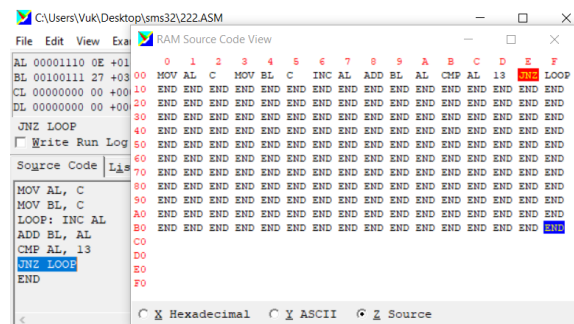 C:\Users\Vuk\Desktop\sms32\222.ASM
File Edit View Exa
AL 00001110 0E +01
BL 00100111 27 +03
CL 00000000 00 +00
DL 00000000 00 +00
JNZ LOOP
Write Run Log
Source Code Lis
MOV AL, C
MOV BL, C
LOOP: INC AL
ADD BL, AL
CMP AL, 13
JNZ LOOP
END
RAM Source Code View
0 1 2 3 4 5 6 7 8 9 A B C D E F
00 MOV AL C MOV BL C INC AL ADD BL AL CMP AL 13 JNZ LOOP
10 END END END END END END END END END END END END END END END END
20 END END END END END END END END END END END END END END END END
30 END END END END END END END END END END END END END END END END
40 END END END END END END END END END END END END END END END END
50 END END END END END END END END END END END END END END END END
60 END END END END END END END END END END END END END END END END
70 END END END END END END END END END END END END END END END END
80 END END END END END END END END END END END END END END END END
90 END END END END END END END END END END END END END END END END
A0 END END END END END END END END END END END END END END END END
B0 END END END END END END END END END END END END END END END END
C0
D0
E0
F0
X Hexadecimal Y ASCII Z Source